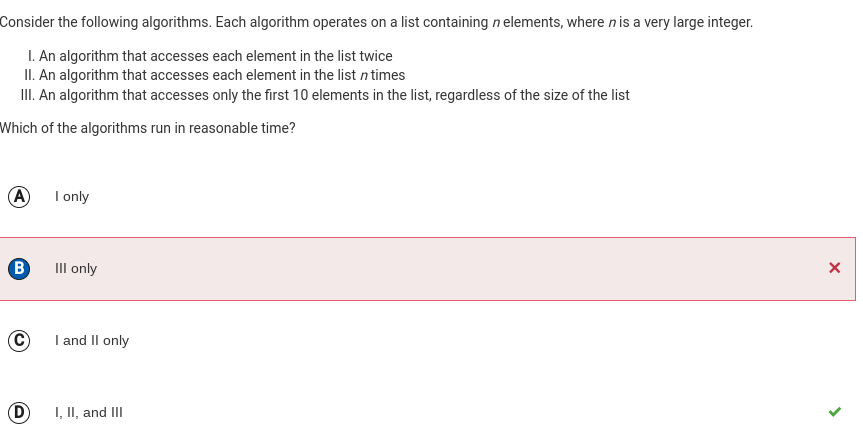 Consider the following algorithms. Each algorithm operates on a list containing n elements, where n is a very large integer.
I. An algorithm that accesses each element in the list twice
II. An algorithm that accesses each element in the list n times
III. An algorithm that accesses only the first 10 elements in the list, regardless of the size of the list
Which of the algorithms run in reasonable time?
A I only
B III only
C I and II only
D I, II, and III